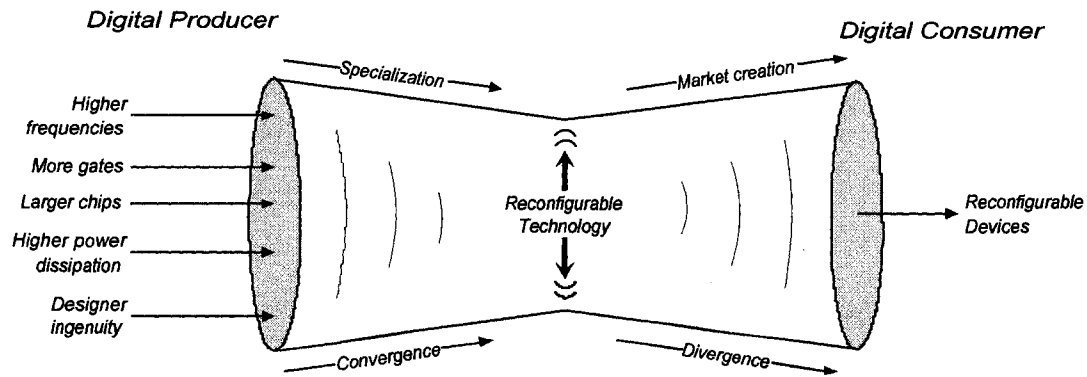 Digital Producer
Digital Consumer
Specialization
Market creation
Higher
frequencies
More gates
Larger chips
Higher power
dissipation
Designer
ingenuity
Reconfigurable
Technology
Reconfigurable
Devices
Convergence
Divergence